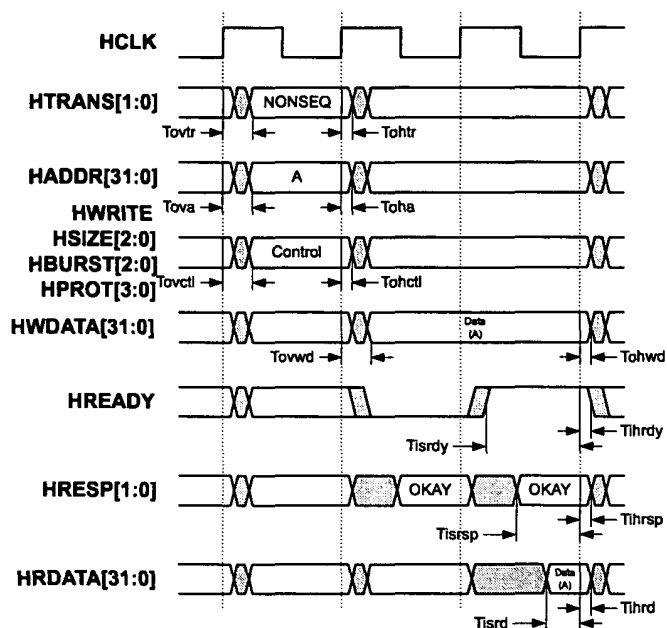 HCLK
HTRANS[1:0]
NONSEQ
Tovtr
Tohtr
HADDR[31:0]
A
Tova
Toha
HWRITE
HSIZE[2:0]
HBURST[2:0]
HPROT[3:0]
Control
Tovctl
Tohctl
HWDATA[31:0]
Data
(A)
Tovwd
Tohwd
HREADY
Tisrdy
Tihrdy
HRESP[1:0]
OKAY
OKAY
Tisrsp
Tihrsp
HRDATA[31:0]
Data
(A)
Tisrd
Tihrd